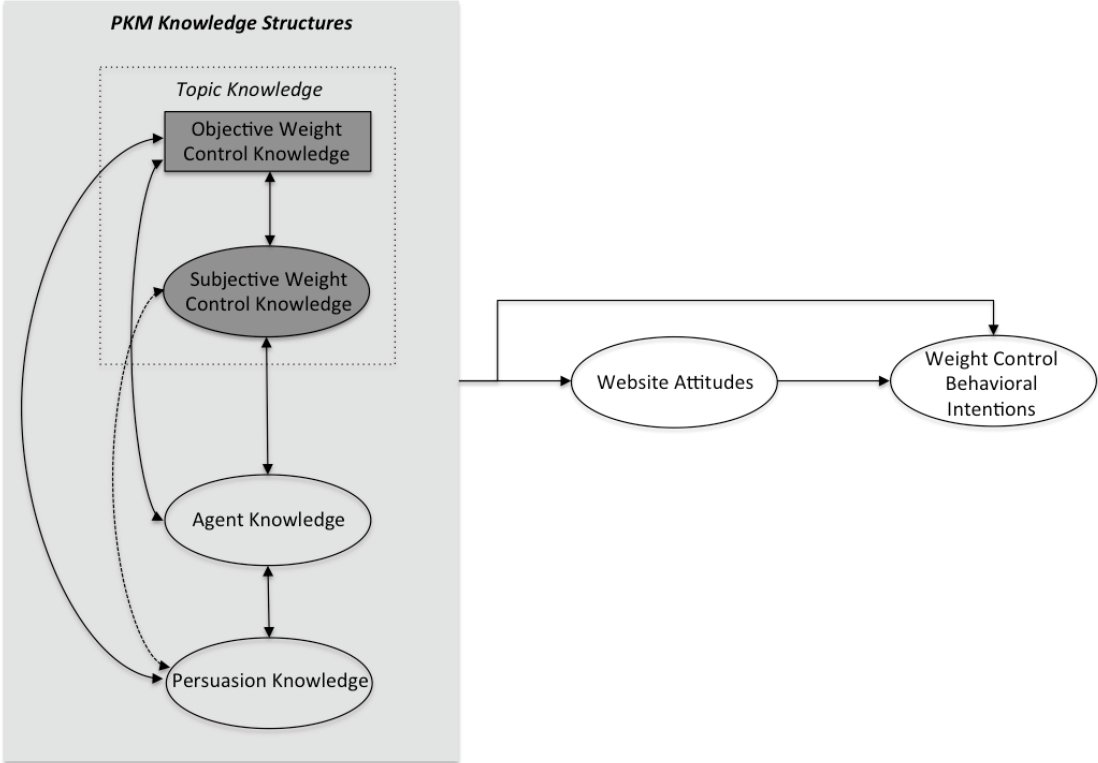 PKM Knowledge Structures
Topic Knowledge
Objective Weight
Control Knowledge
Subjective Weight
Control Knowledge
Agent Knowledge
Persuasion Knowledge
Website Attitudes
Weight Control
Behavioral
Intentions